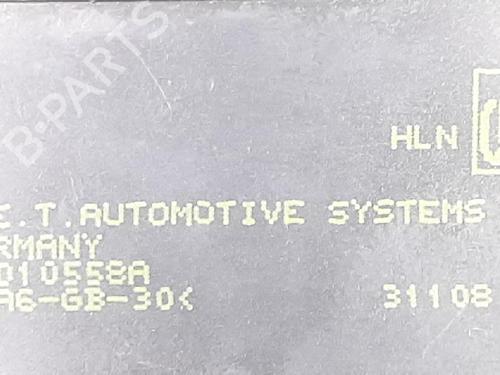 B-PARTS
HLN
E.T.AUTOMOTIVE SYSTEMS
RMANY
010558A
A6-GB-30<
31108